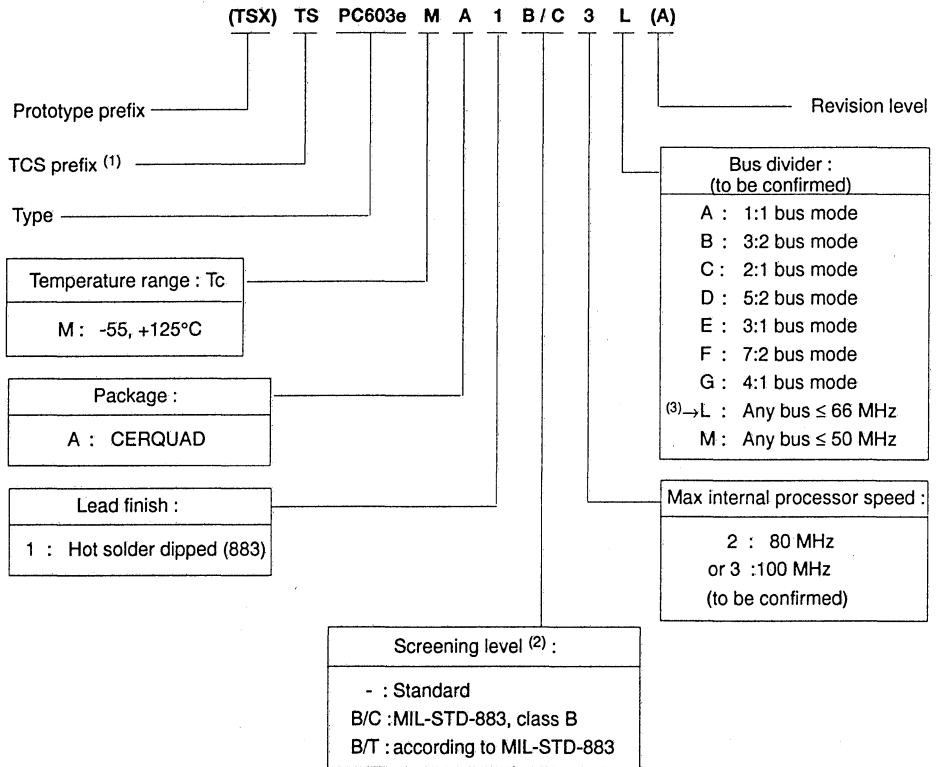 (TSX) TS PC603e M A 1 B / C 3 L (A)
Prototype prefix
Revision level
TCS prefix (1)
Type
Temperature range : Tc
M : -55, +125°C
Package :
A : CERQUAD
Lead finish :
1 : Hot solder dipped (883)
Bus divider :
(to be confirmed)
A : 1:1 bus mode
B : 3:2 bus mode
C : 2:1 bus mode
D : 5:2 bus mode
E : 3:1 bus mode
F : 7:2 bus mode
G : 4:1 bus mode
(3)→L : Any bus ≤ 66 MHz
M : Any bus ≤ 50 MHz
Max internal processor speed :
2 : 80 MHz
or 3 :100 MHz
(to be confirmed)
Screening level (2) :
- : Standard
B/C :MIL-STD-883, class B
B/T : according to MIL-STD-883